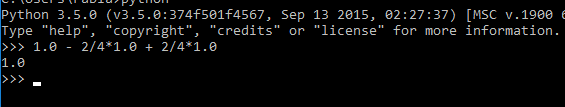 Python 3.5.0 (v3.5.0:374f501f4567, Sep 13 2015, 02:27:37) [MSC v.1900 6
Type "help", "copyright", "credits" or "license" for more information.
>>> 1.0 - 2/4*1.0 + 2/4*1.0
1.0
>>>